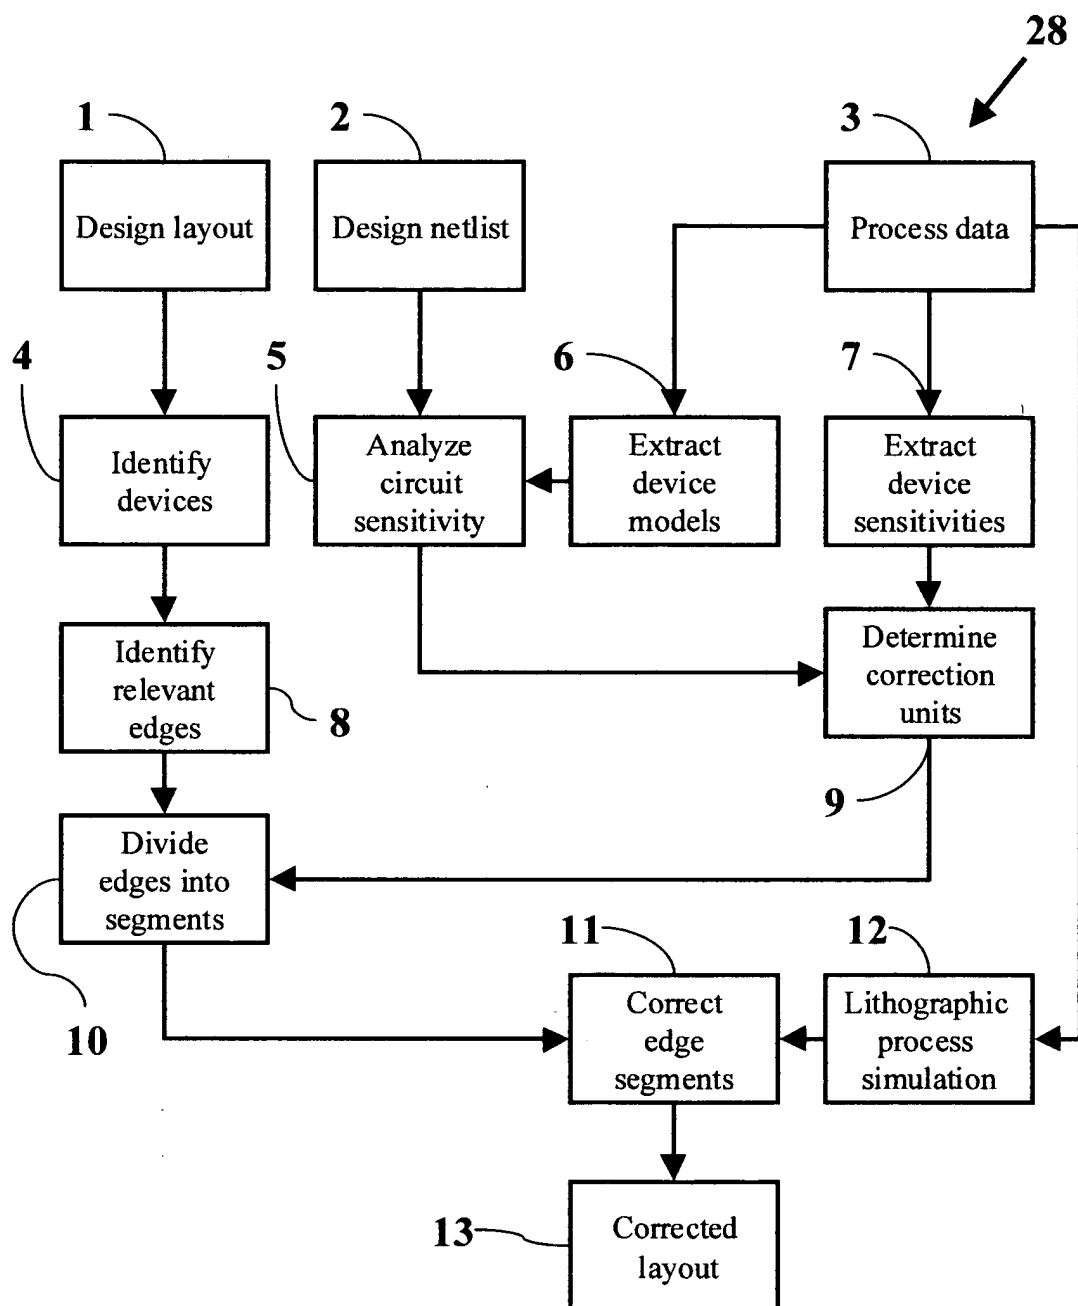 28
1
2
3
Design layout
Design netlist
Process data
4
5
6
7
Identify
devices
Analyze
circuit
sensitivity
Extract
device
models
Extract
device
sensitivities
Identify
relevant
edges
8
Determine
correction
units
9
Divide
edges into
segments
10
11
12
Correct
edge
segments
Lithographic
process
simulation
13
Corrected
layout